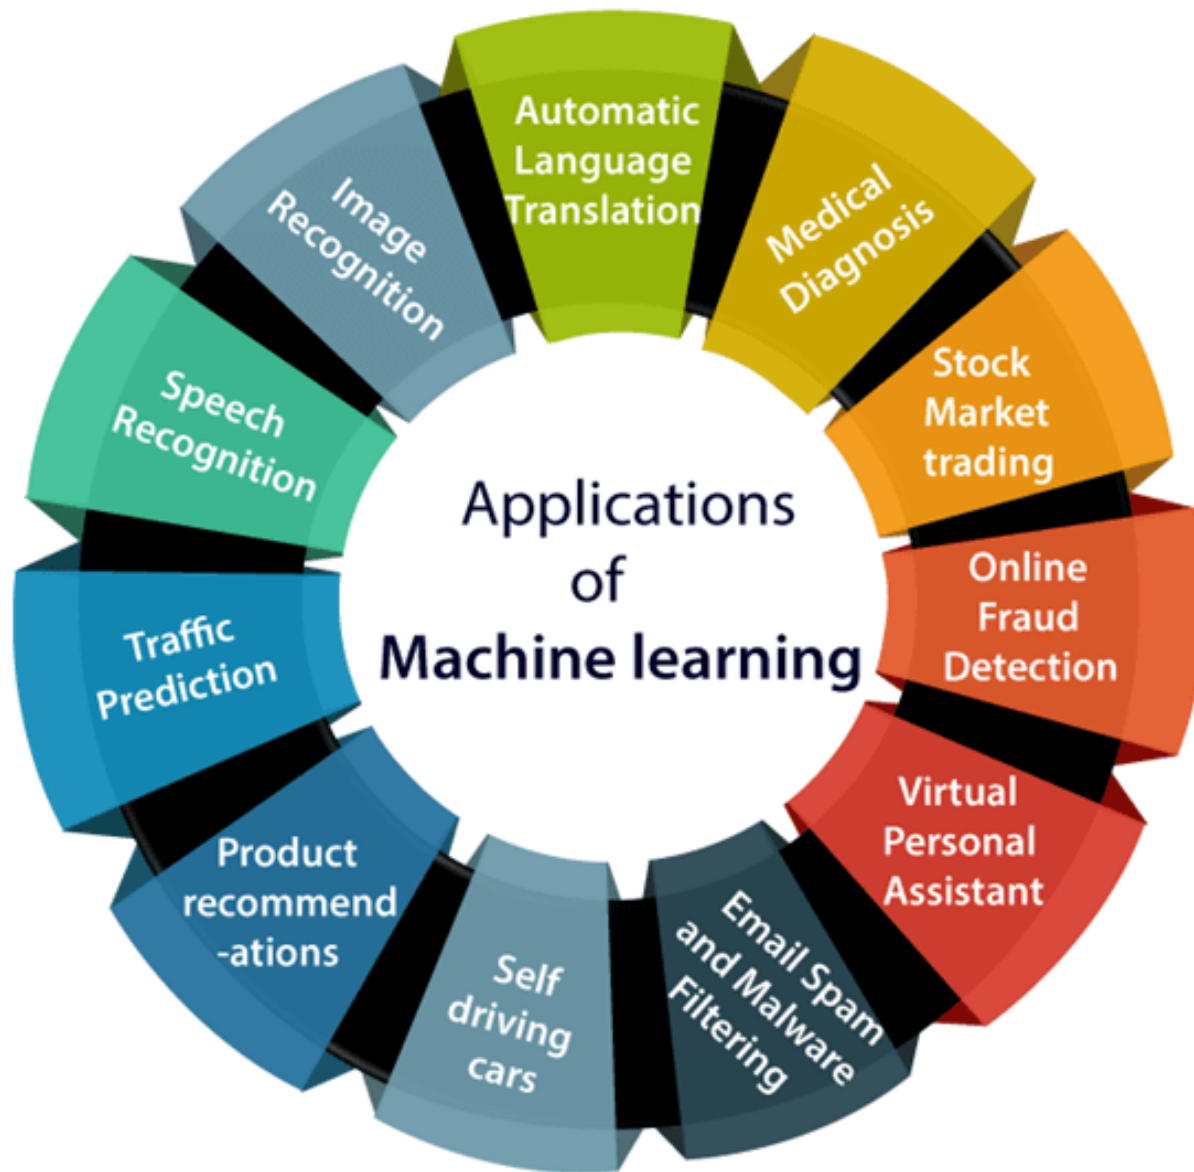 Applications
of
Machine learning
Automatic
Language
Translation
Medical
Diagnosis
Stock
Market
trading
Online
Fraud
Detection
Virtual
Personal
Assistant
Email Spam
and Malware
Filtering
Self
driving
cars
Product
recommend
-ations
Traffic
Prediction
Speech
Recognition
Image
Recognition